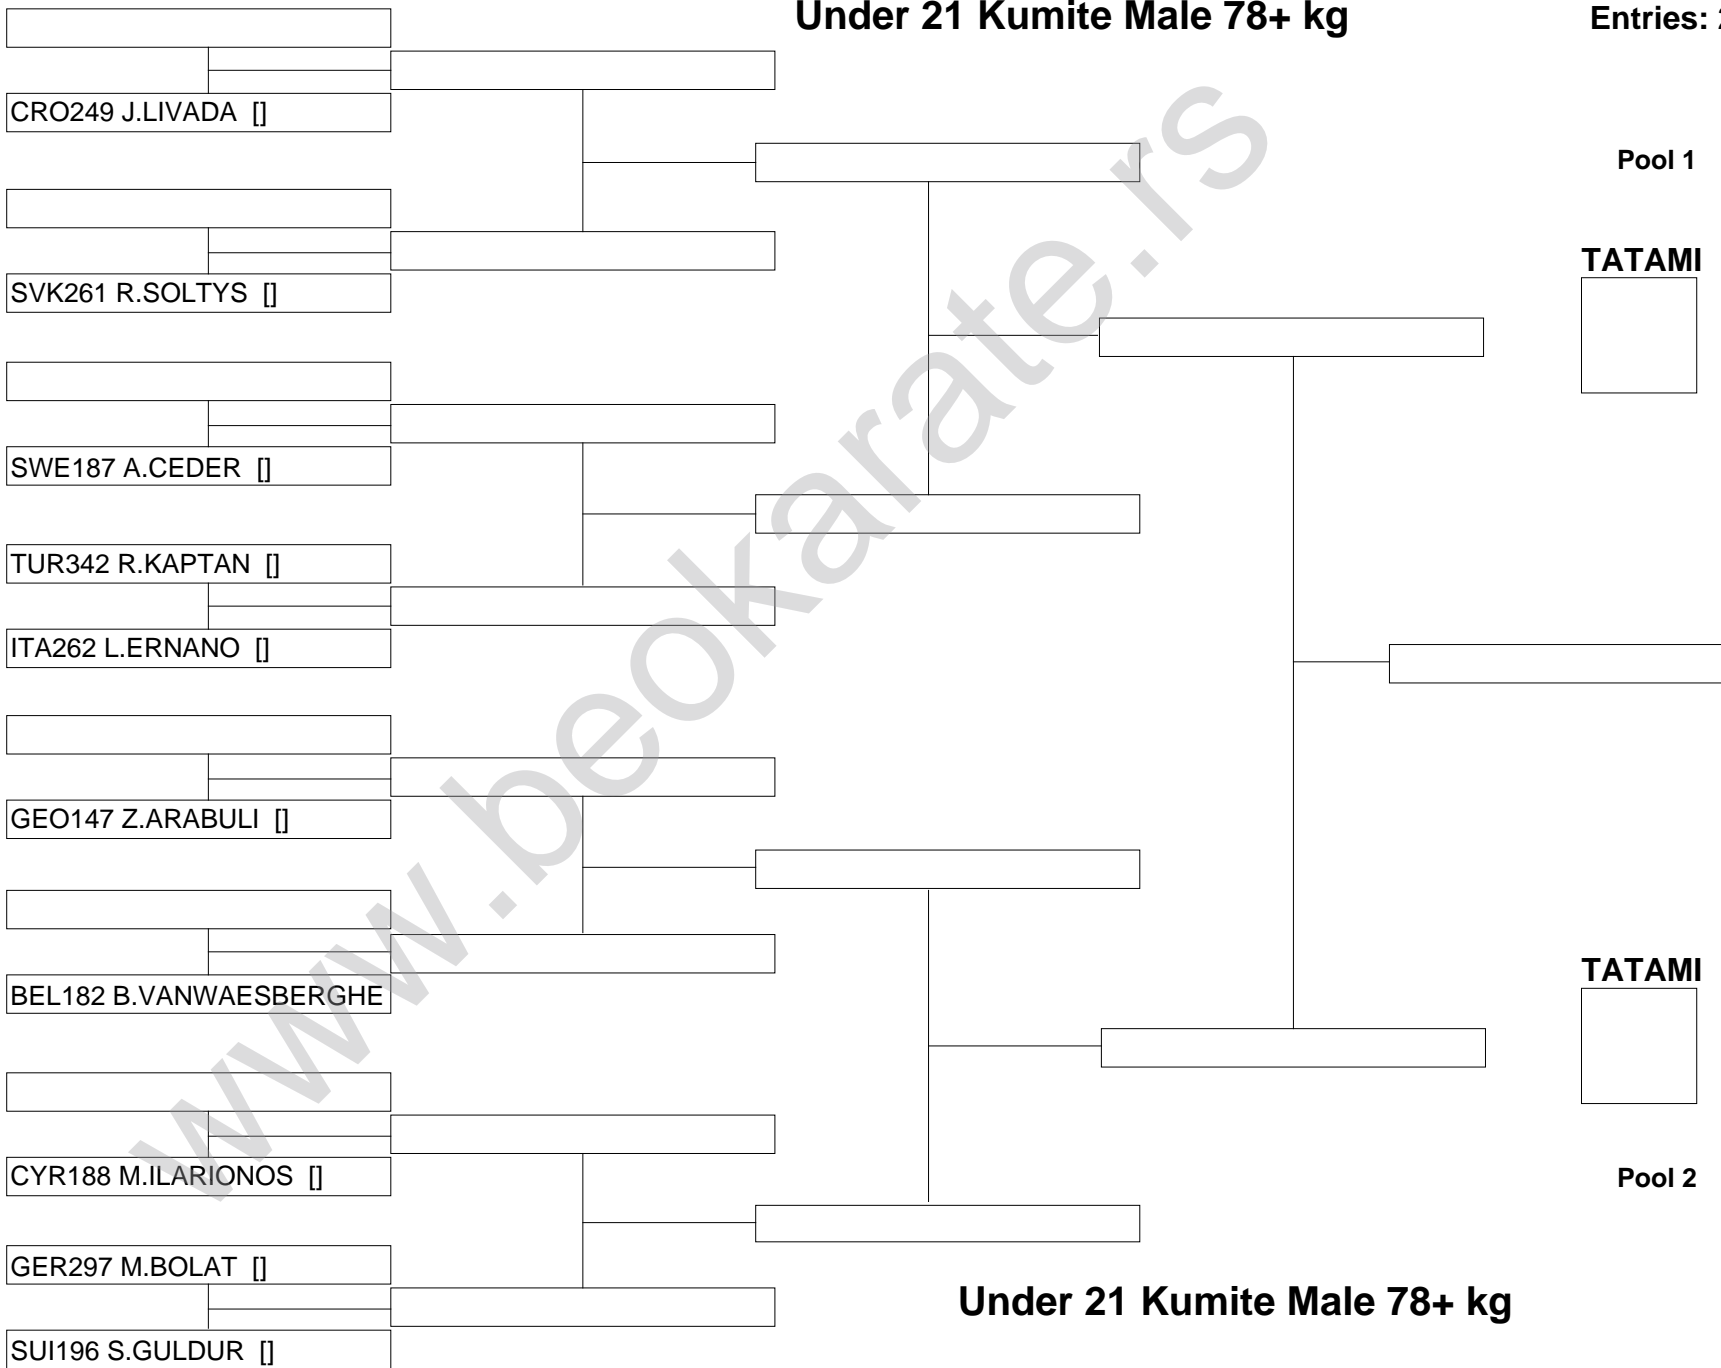 Under 21 Kumite Male 78+ kg
Entries:
CRO249 J.LIVADA []
Pool 1
SVK261 R.SOLTYS []
TATAMI
SWE187 A.CEDER []
TUR342 R.KAPTAN []
ITA262 L.ERNANO []
GEO147 Z.ARABULI []
BEL182 B.VANWAESBERGHE
TATAMI
CYR188 M.ILARIONOS []
Pool 2
GER297 M.BOLAT []
Under 21 Kumite Male 78+ kg
SUI196 S.GULDUR []
www.beokarate.rs